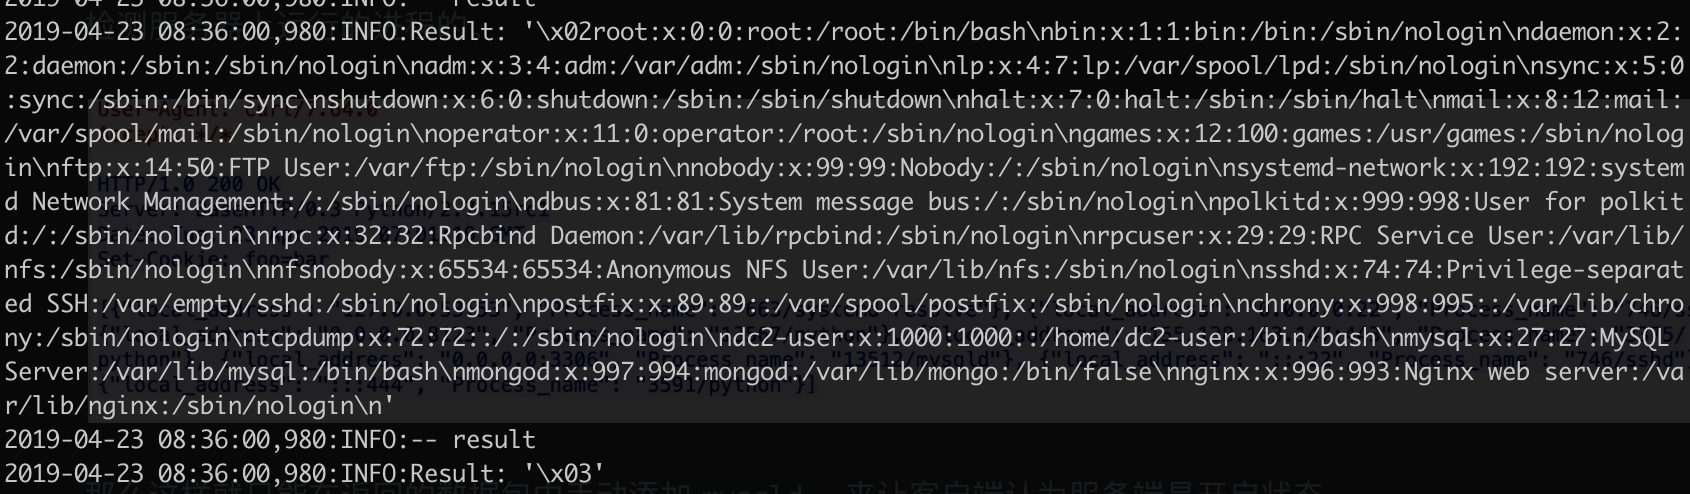 2019-04-23 08:36:00,980:INFO:-- result
2019-04-23 08:36:00,980:INFO:Result: '\x02root:x:0:0:root:/root:/bin/bash\nbin:x:1:1:bin:/bin:/sbin/nologin\ndaemon:x:2:
2:daemon:/sbin:/sbin/nologin\nadm:x:3:4:adm:/var/adm:/sbin/nologin\nlp:x:4:7:lp:/var/spool/lpd:/sbin/nologin\nsync:x:5:0
:sync:/sbin:/bin/sync\nshutdown:x:6:0:shutdown:/sbin:/sbin/shutdown\nhalt:x:7:0:halt:/sbin:/sbin/halt\nmail:x:8:12:mail:
/var/spool/mail:/sbin/nologin\noperator:x:11:0:operator:/root:/sbin/nologin\ngames:x:12:100:games:/usr/games:/sbin/nolog
in\nftp:x:14:50:FTP User:/var/ftp:/sbin/nologin\nnobody:x:99:99:Nobody:/:/sbin/nologin\nsystemd-network:x:192:192:system
d Network Management:/:/sbin/nologin\ndbus:x:81:81:System message bus:/:/sbin/nologin\npolkitd:x:999:998:User for polkit
d:/:/sbin/nologin\nrpc:x:32:32:Rpcbind Daemon:/var/lib/rpcbind:/sbin/nologin\nrpcuser:x:29:29:RPC Service User:/var/lib/
nfs:/sbin/nologin\nnfsnobody:x:65534:65534:Anonymous NFS User:/var/lib/nfs:/sbin/nologin\nsshd:x:74:74:Privilege-separat
ed SSH:/var/empty/sshd:/sbin/nologin\npostfix:x:89:89::/var/spool/postfix:/sbin/nologin\nchrony:x:998:995::/var/lib/chro
ny:/sbin/nologin\ntcpdump:x:72:72::/:/sbin/nologin\ndc2-user:x:1000:1000::/home/dc2-user:/bin/bash\nmysql:x:27:27:MySQL
Server:/var/lib/mysql:/bin/bash\nmongod:x:997:994:mongod:/var/lib/mongo:/bin/false\nnginx:x:996:993:Nginx web server:/va
r/lib/nginx:/sbin/nologin\n'
2019-04-23 08:36:00,980:INFO:-- result
2019-04-23 08:36:00,980:INFO:Result: '\x03'